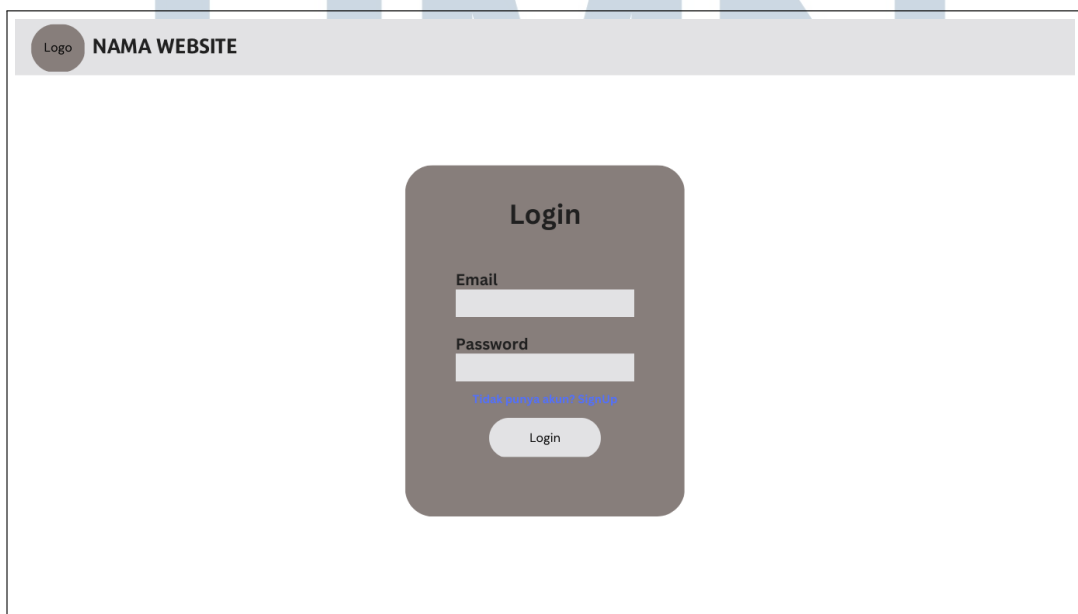 Logo
NAMA WEBSITE
Login
Email
Password
Tidak punya akun? SignUp
Login